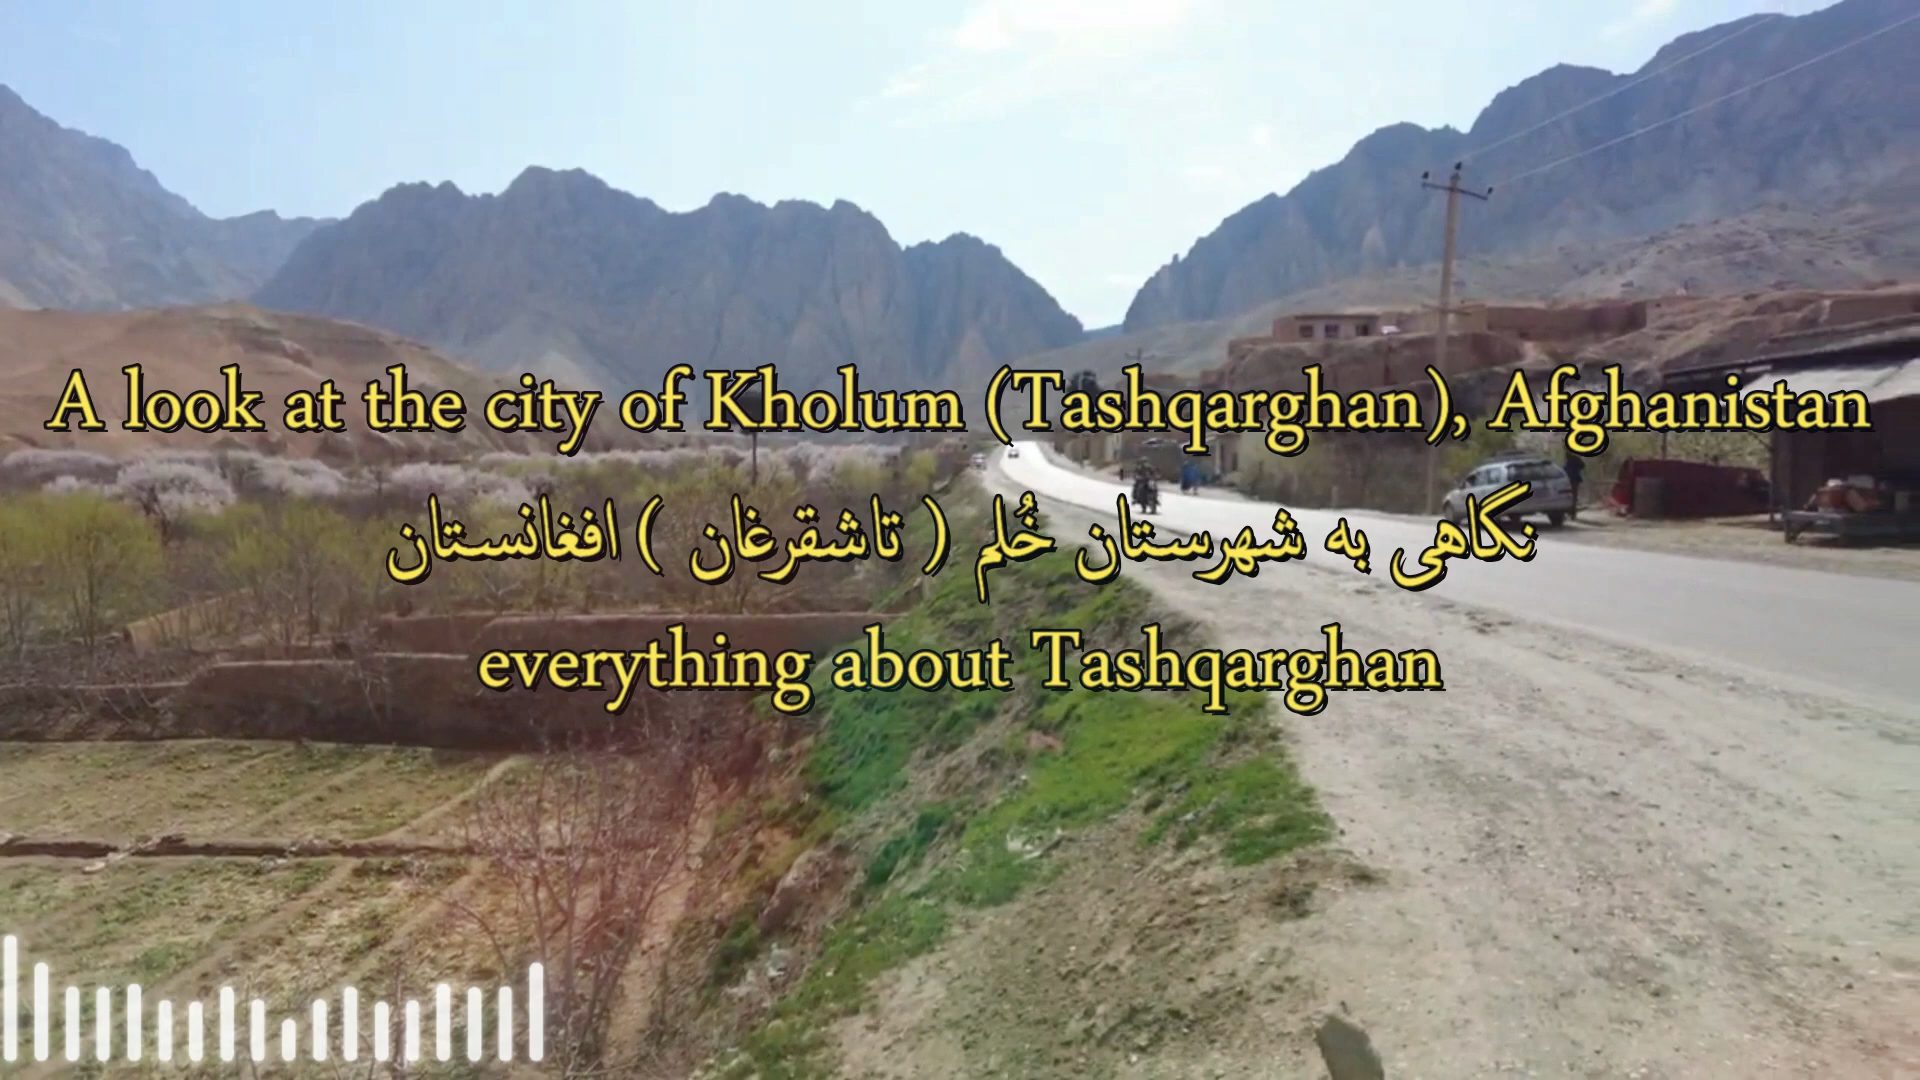 A look at the city of Kholum (Tashqarghan), Afghanistan
نگاهی به شهرستان خُلم ( تاشقرغان ) افغانستان
everything about Tashqarghan